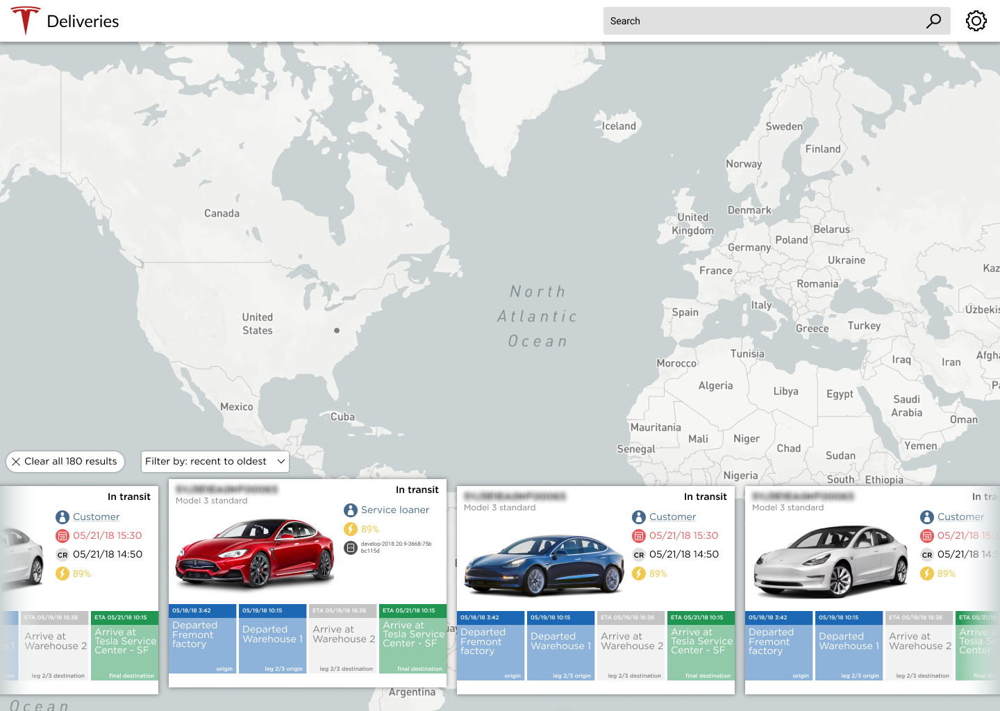 Deliveries
Search
Iceland
Sweden
Finland
Norway
Canada
Denmark
United
Kingdom
Belarus
Poland
Germany
Ukraine
France
Kaz
Romania
North
Atlantic
Ocean
Italy
Spain
Uzbekis
United
States
Greece
Turkey
Tunisia
Morocco
Iraq
Iran
Afgha
Algeria
Libya
Egypt
Pa
Saudi
Arabia
Mexico
Cuba
Oman
Mauritania
Mali
Niger
Chad
Senegal
Yemen
Sudan
Nigeria
South
Ethiopia
Clear all 180 results
Filter by: recent to oldest
In transit
Customer
05/21/18 15:30
CR 05/21/18 14:50
89%
e 1
gin
ETA 05/19/18 16:36
Arrive at
Warehouse 2
leg 2/3 destination
ETA 05/21/18 10:15
Arrive at
Tesla Service
Center - SF
final destination
In transit
Model 3 standard
Service loaner
89%
develop-2018.20.9-3668-75b
bc115d
05/18/18 3:42
Departed
Fremont
factory
origin
05/19/18 10:15
Departed
Warehouse 1
leg 2/3 origin
ETA 05/19/18 16:36
Arrive at
Warehouse 2
leg 2/3 destination
ETA 05/21/18 10:15
Arrive at
Tesla Service
Center - SF
final destination
uay
In transit
Model 3 standard
Customer
05/21/18 15:30
CR 05/21/18 14:50
89%
05/18/18 3:42
Departed
Fremont
factory
origin
05/19/18 10:15
Departed
Warehouse 1
leg 2/3 origin
ETA 05/19/18 16:36
Arrive at
Warehouse 2
leg 2/3 destination
ETA 05/21/18 10:15
Arrive at
Tesla Service
Center - SF
final destination
In tra
Model 3 standard
Customer
05/21/18 15:3
CR 05/21/18 14:5
89%
05/18/18 3:42
Departed
Fremont
factory
origin
05/19/18 10:15
Departed
Warehouse 1
leg 2/3 origin
ETA 05/19/18 16:36
Arrive at
Warehouse 2
leg 2/3 destination
ETA 05/21/18
Arrive a
Tesla Se
Center -
final des
Argentina
Ocean